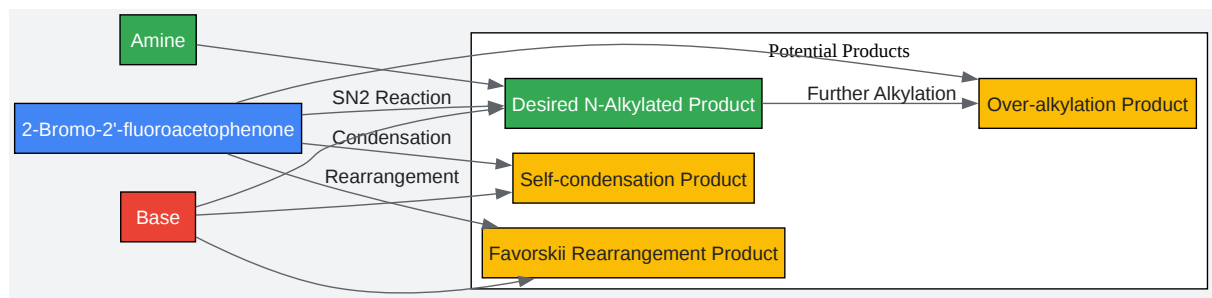 Amine
Potential Products
SN2 Reaction
Desired N-Alkylated Product
Further Alkylation
Over-alkylation Product
2-Bromo-2'-fluoroacetophenone
Condensation
Rearrangement
Self-condensation Product
Base
Favorskii Rearrangement Product